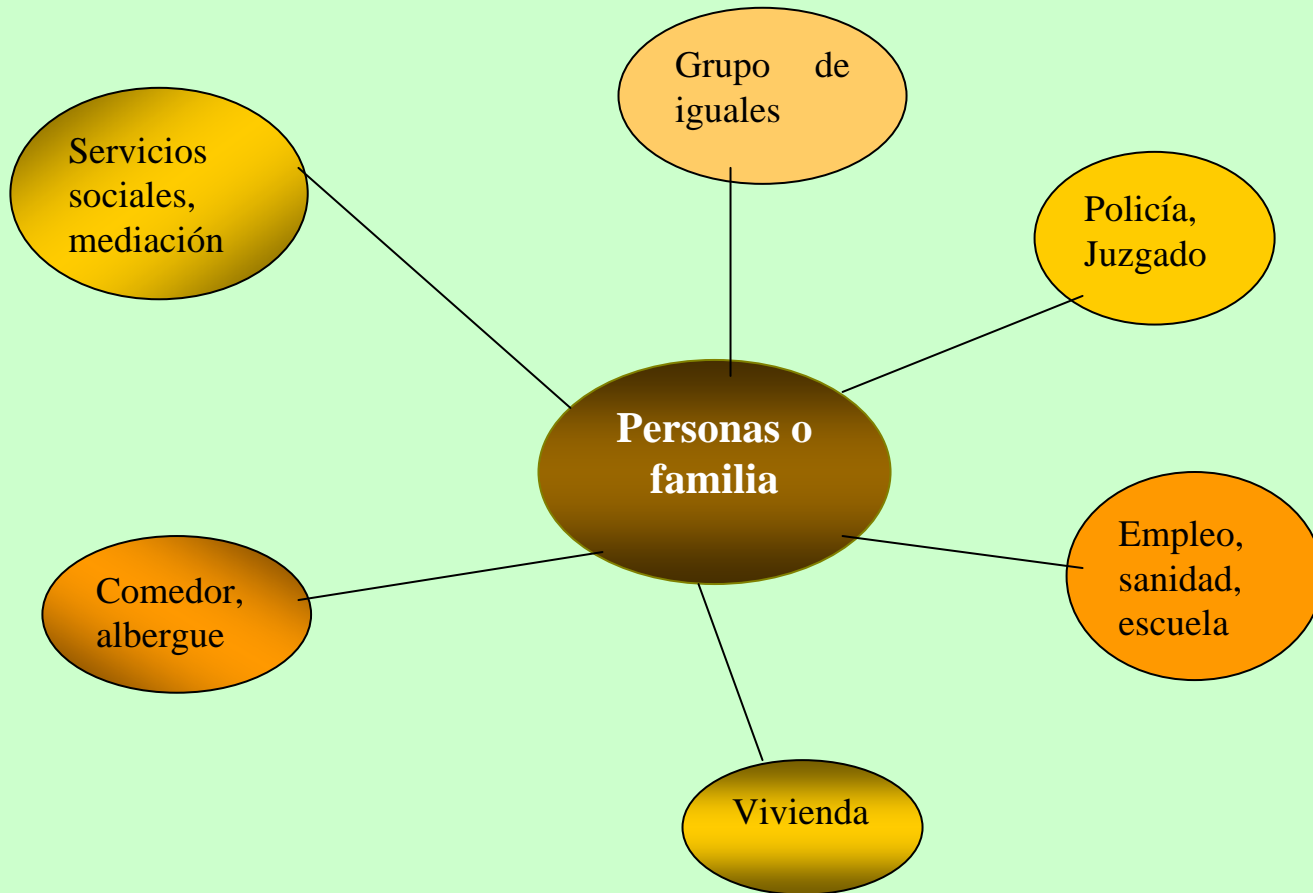 Grupo de
iguales
Servicios
sociales,
mediación
Policía,
Juzgado
Personas o
familia
Empleo,
sanidad,
escuela
Comedor,
albergue
Vivienda